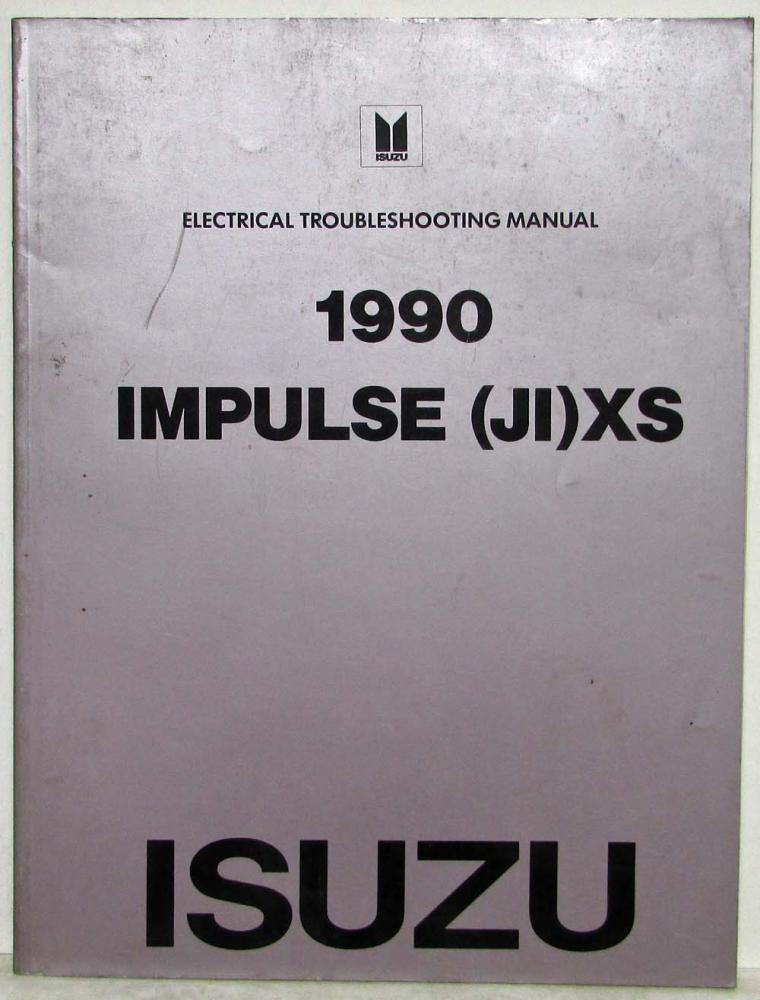 ISUZU
ELECTRICAL TROUBLESHOOTING MANUAL
1990
IMPULSE (JI)XS
ISUZU